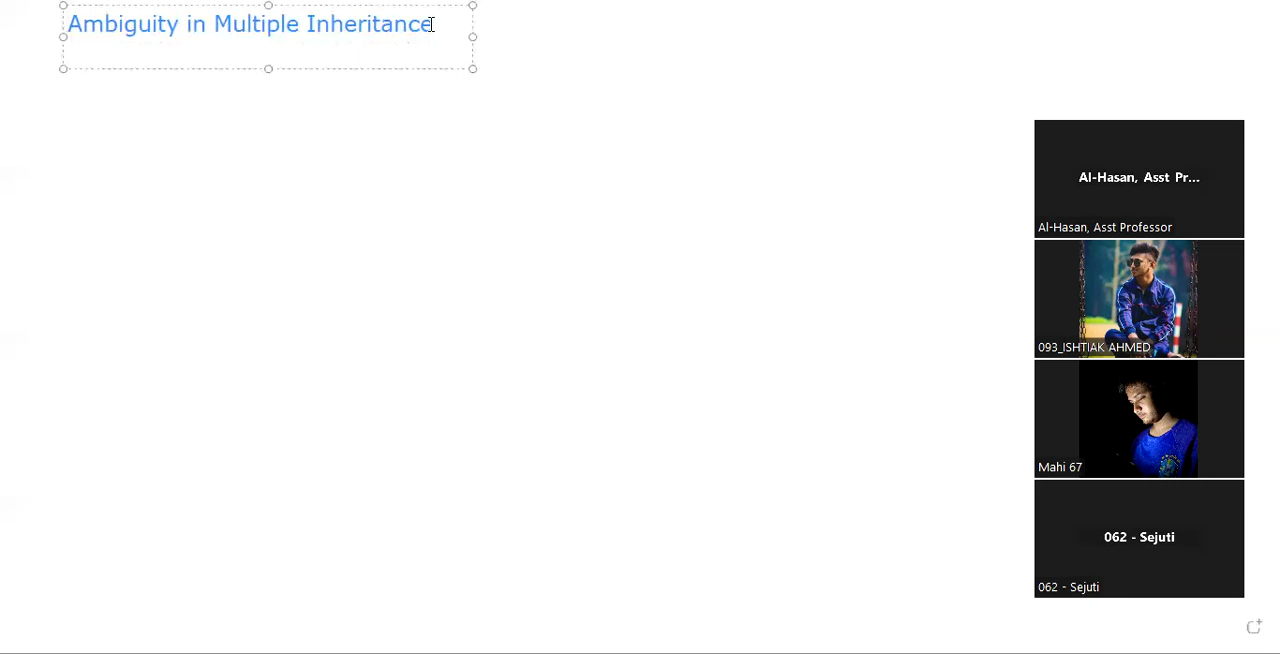 Ambiguity in Multiple Inheritance
Al-Hasan, Asst Pr...
Al-Hasan, Asst Professor
093_ISHTIAK AHMED
Mahi 67
062 - Sejuti
062 - Sejuti